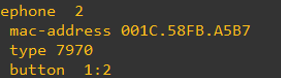 ephone  2
 mac-address 001C.58FB.A5B7
 type 7970
 button  1:2